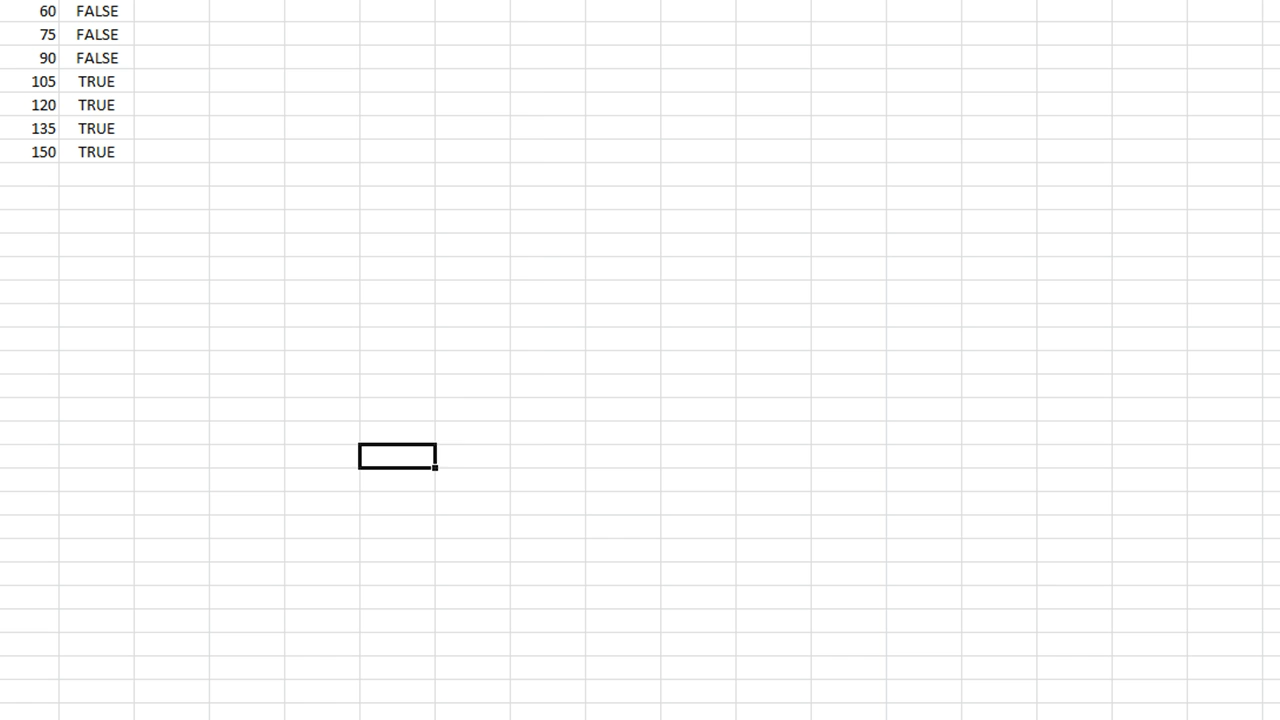 60 FALSE
75 FALSE
90 FALSE
105 TRUE
120 TRUE
135 TRUE
150 TRUE